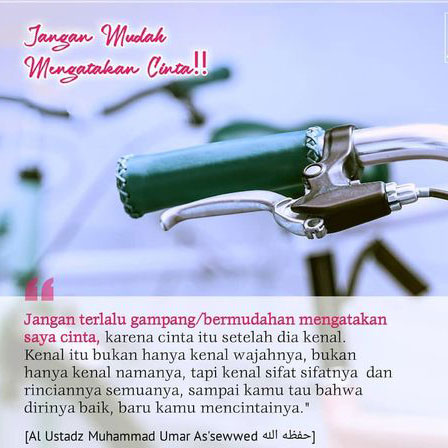 Jangan Mudah
Mengatakan Cinta!!
Jangan terlalu gampang/bermudahan mengatakan
saya cinta, karena cinta itu setelah dia kenal.
Kenal itu bukan hanya kenal wajahnya, bukan
hanya kenal namanya, tapi kenal sifat sifatnya dan
rinciannya semuanya, sampai kamu tau bahwa
dirinya baik, baru kamu mencintainya."
[Al Ustadz Muhammad Umar As'sewwed حفظه الله]